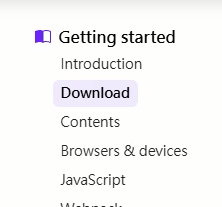 Getting started
Introduction
Download
Contents
Browsers & devices
JavaScript